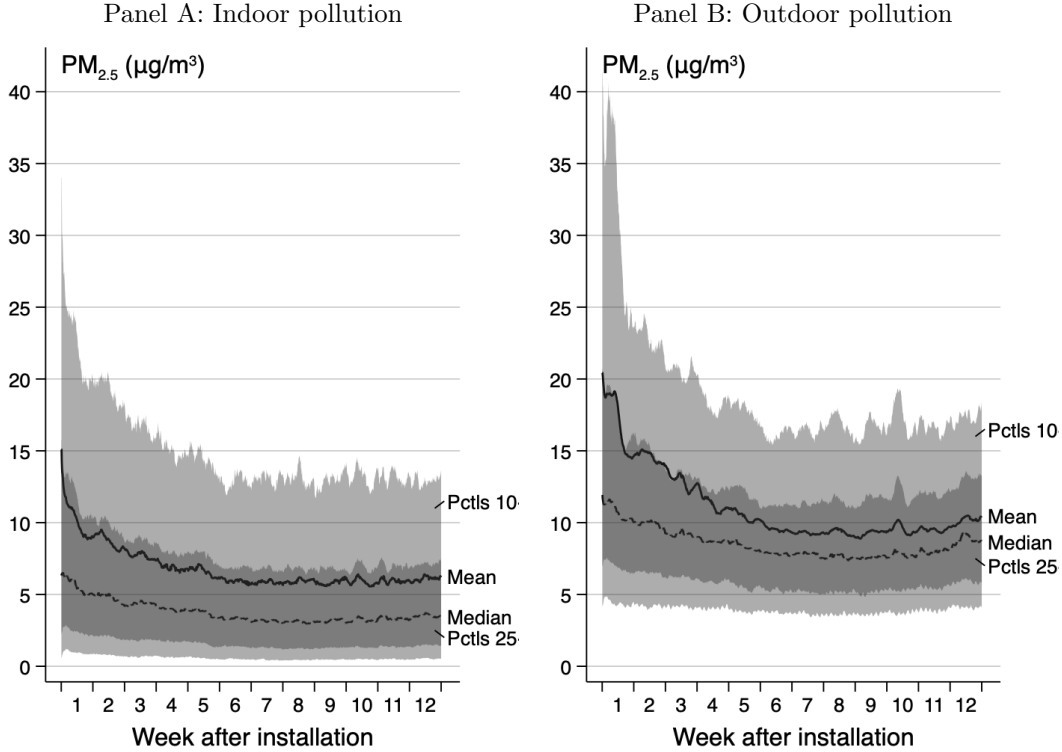 Panel A: Indoor pollution
PM2.5 (μg/m³)
40
35
30
25
20
15
10
5
0
Pctls 10-
Mean
Median
Pctls 25-
1 2 3 4 5 6 7 8 9 10 11 12
Week after installation
Panel B: Outdoor pollution
PM2.5 (μg/m³)
40
35
30
25
20
15
10
5
0
Pctls 10-
Mean
Median
Pctls 25-
1 2 3 4 5 6 7 8 9 10 11 12
Week after installation